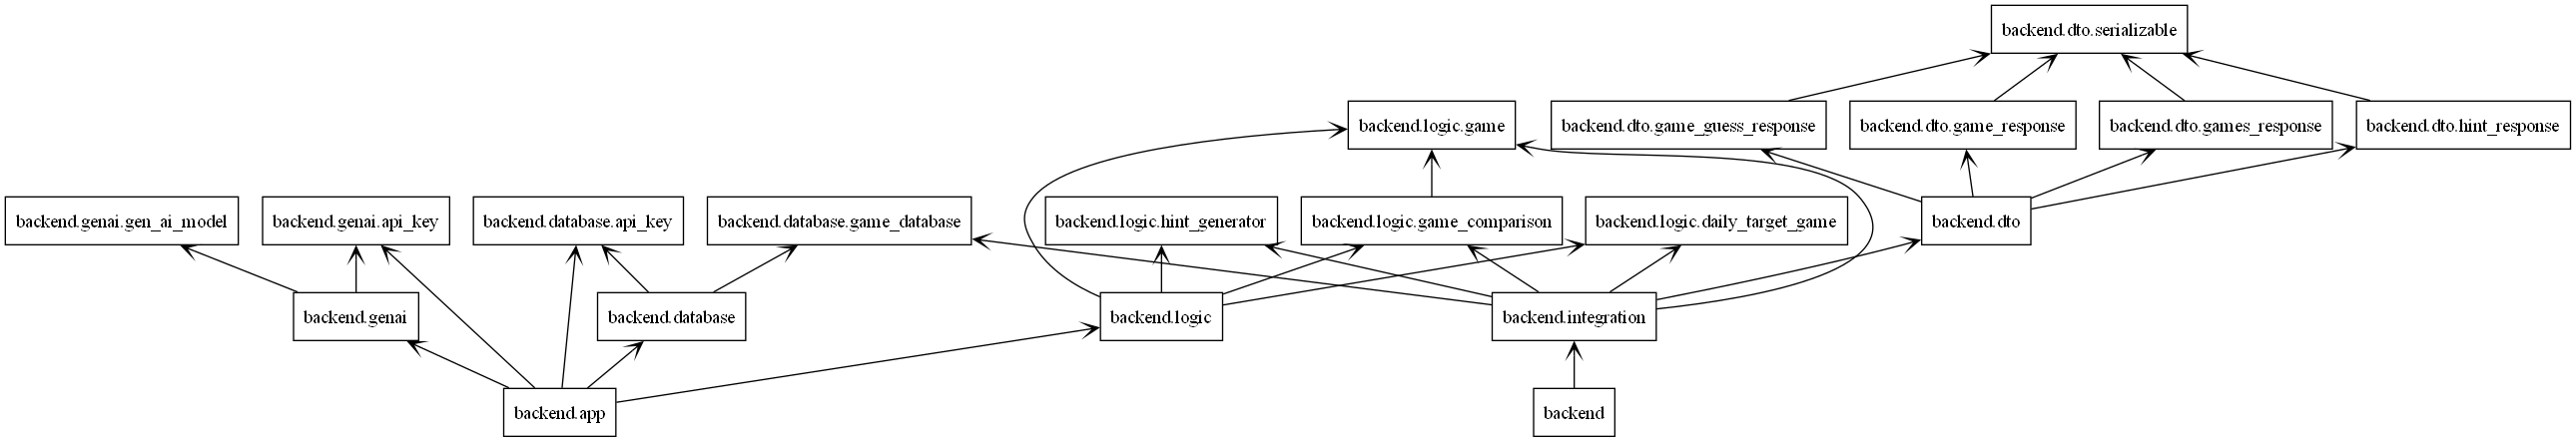 backend.dto.serializable
backend.logic.game
backend.dto.game_guess_response
backend.dto.game_response
backend.dto.games_response
backend.dto.hint_response
backend.genai.gen_ai_model
backend.genai.api_key
backend.database.api_key
backend.database.game_database
backend.logic.hint_generator
backend.logic.game_comparison
backend.logic.daily_target_game
backend.dto
backend.genai
backend.database
backend.logic
backend.integration
backend.app
backend